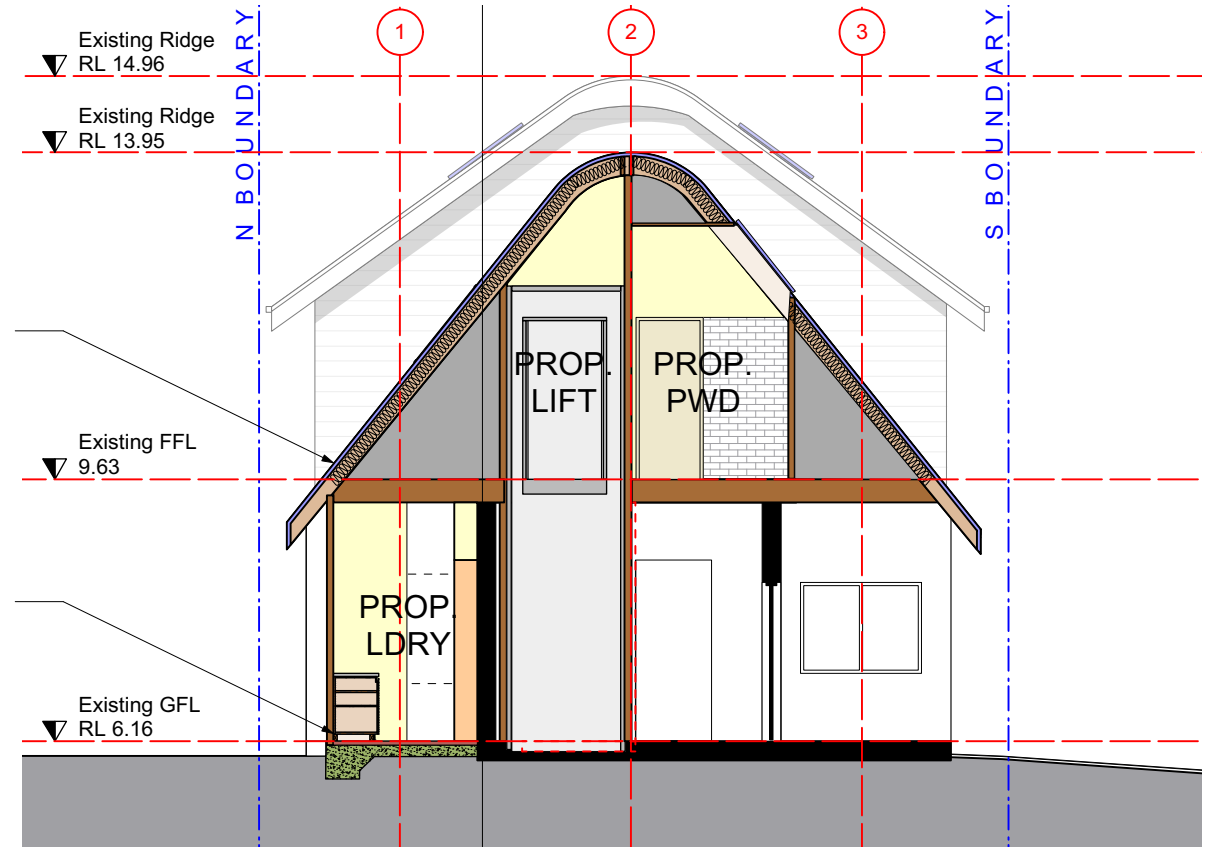 Existing Ridge
RL 14.96
Existing Ridge
RL 13.95
N BOUNDARY
1
2
3
S BOUNDARY
PROP.
LIFT
PROP.
PWD
Existing FFL
9.63
PROP.
LDRY
Existing GFL
RL 6.16